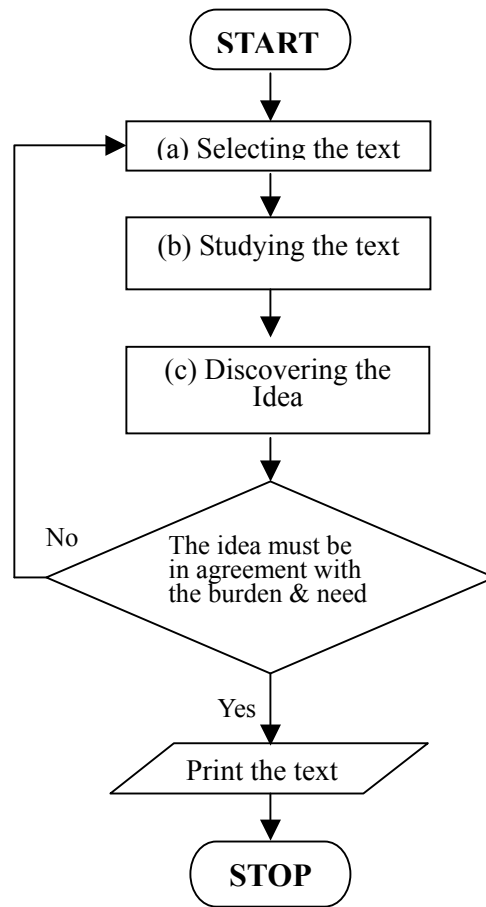 START
(a) Selecting the text
(b) Studying the text
(c) Discovering the
Idea
No
The idea must be
in agreement with
the burden & need
Yes
Print the text
STOP